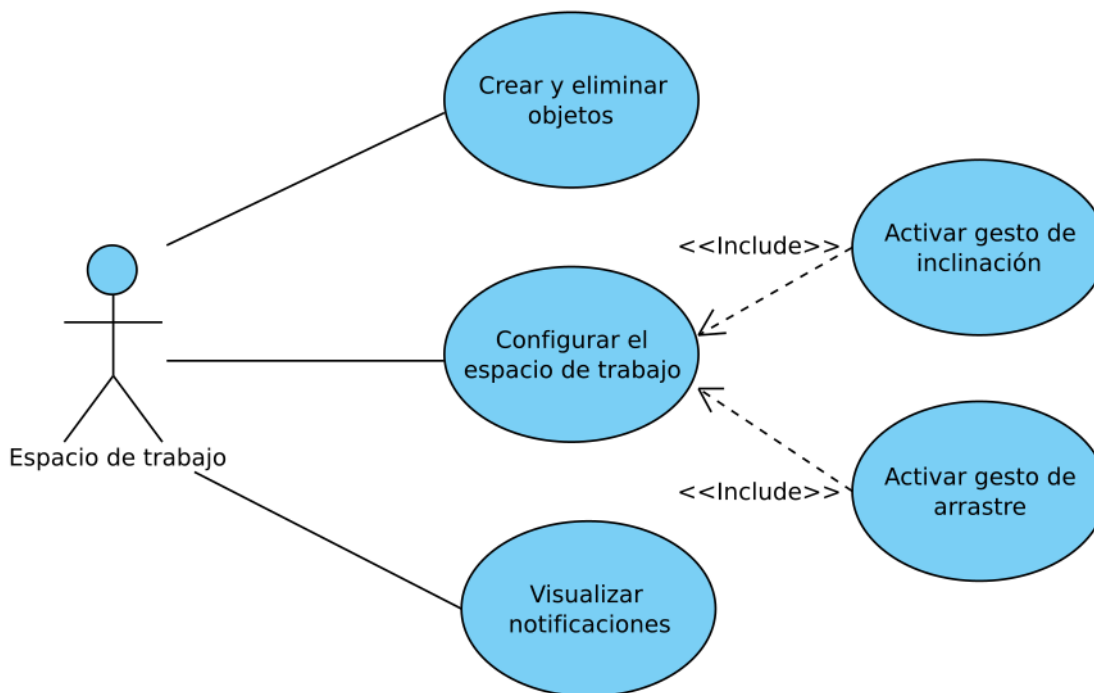 Crear y eliminar
objetos
<<Include>>
Activar gesto de
inclinación
Configurar el
espacio de trabajo
Espacio de trabajo
<<Include>>
Activar gesto de
arrastre
Visualizar
notificaciones